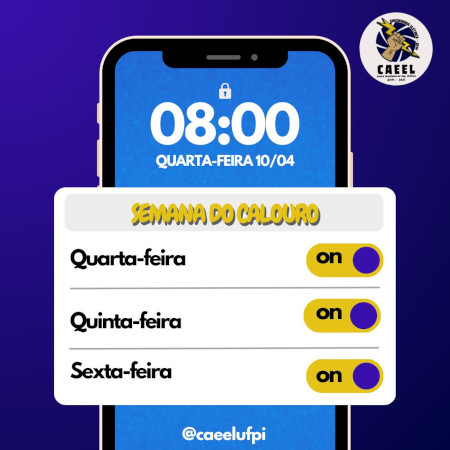 CAEEL
08:00
QUARTA-FEIRA 10/04
SEMANA DO CALOURO
Quarta-feira on
Quinta-feira on
Sexta-feira on
@caeelufpi